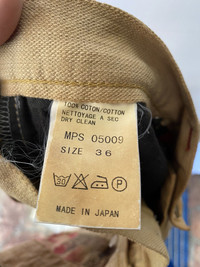 100% COTON/COTTON
NETTOYAGE A SEC
DRY CLEAN
MPS 05009
SIZE 36
P
MADE IN JAPAN